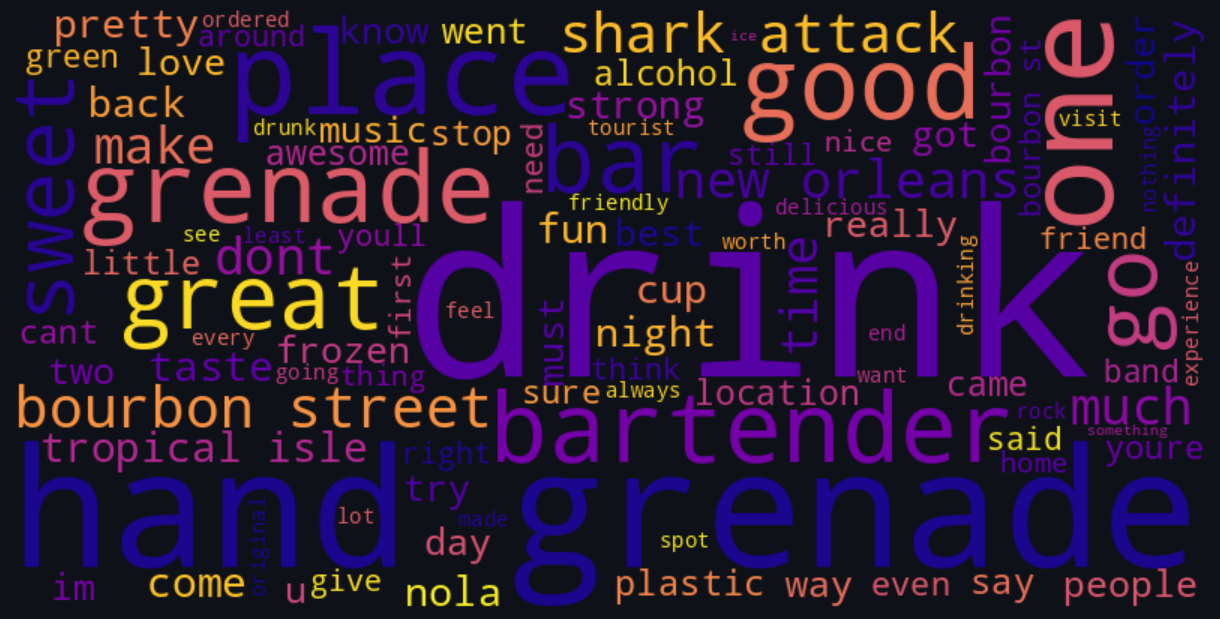 pretty ordered around know went shark ice attack
green love place alcohol good one bourbon order definitely
sweet back strong bourbon st visit
drunk music stop tourist nice got
make awesome need bar still nothing
grenade new orleans
friendly delicious
see least youll fun best worth really friend
little dont time drinking go
great first feel drink cup experience
cant every must night end
two taste frozen think
going thing want band
sure always location came
bourbon street bartender rock much
something
tropical isle right said youre
home
hand grenade try
original lot made
day spot
im come u give nola plastic way even say people